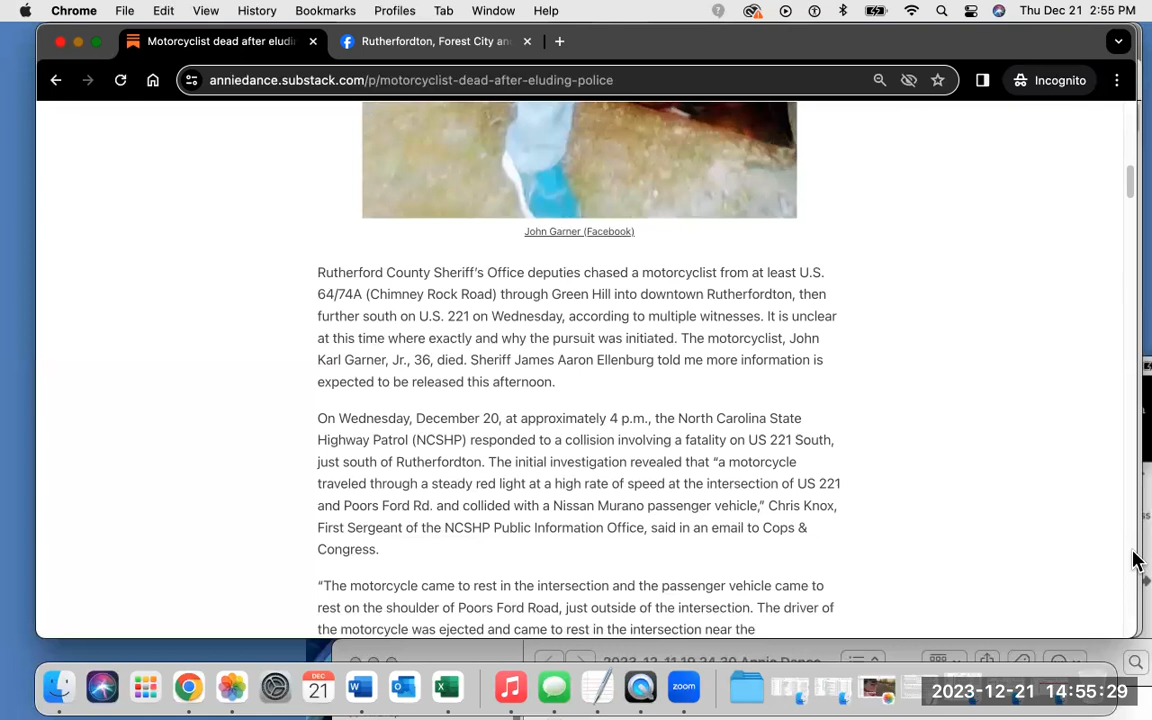 Chrome File Edit View History Bookmarks Profiles Tab Window Help Thu Dec 21 2:55 PM
Motorcyclist dead after eludi Rutherfordton, Forest City an
anniedance.substack.com/p/motorcyclist-dead-after-eluding-police Incognito
John Garner (Facebook)
Rutherford County Sheriff's Office deputies chased a motorcyclist from at least U.S.
64/74A (Chimney Rock Road) through Green Hill into downtown Rutherfordton, then
further south on U.S. 221 on Wednesday, according to multiple witnesses. It is unclear
at this time where exactly and why the pursuit was initiated. The motorcyclist, John
Karl Garner, Jr., 36, died. Sheriff James Aaron Ellenburg told me more information is
expected to be released this afternoon.
On Wednesday, December 20, at approximately 4 p.m., the North Carolina State
Highway Patrol (NCSHP) responded to a collision involving a fatality on US 221 South,
just south of Rutherfordton. The initial investigation revealed that “a motorcycle
traveled through a steady red light at a high rate of speed at the intersection of US 221
and Poors Ford Rd. and collided with a Nissan Murano passenger vehicle,” Chris Knox,
First Sergeant of the NCSHP Public Information Office, said in an email to Cops &
Congress.
“The motorcycle came to rest in the intersection and the passenger vehicle came to
rest on the shoulder of Poors Ford Road, just outside of the intersection. The driver of
the motorcycle was ejected and came to rest in the intersection near the
DEC
21
zoom
2023-12-21 14:55:29